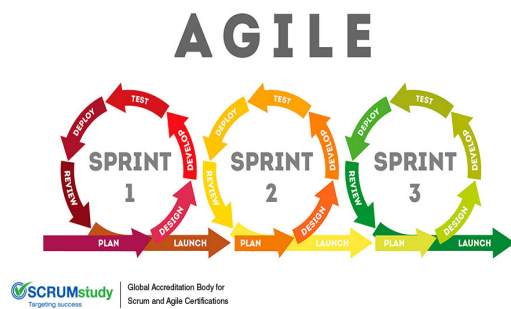 AGILE
TEST
DEPLOY
DEVELOP
SPRINT
1
REVIEW
DESIGN
PLAN
LAUNCH
TEST
DEPLOY
DEVELOP
SPRINT
2
REVIEW
DESIGN
PLAN
LAUNCH
TEST
DEPLOY
DEVELOP
SPRINT
3
REVIEW
DESIGN
PLAN
LAUNCH
SCRUMstudy
Targeting success
Global Accreditation Body for
Scrum and Agile Certifications